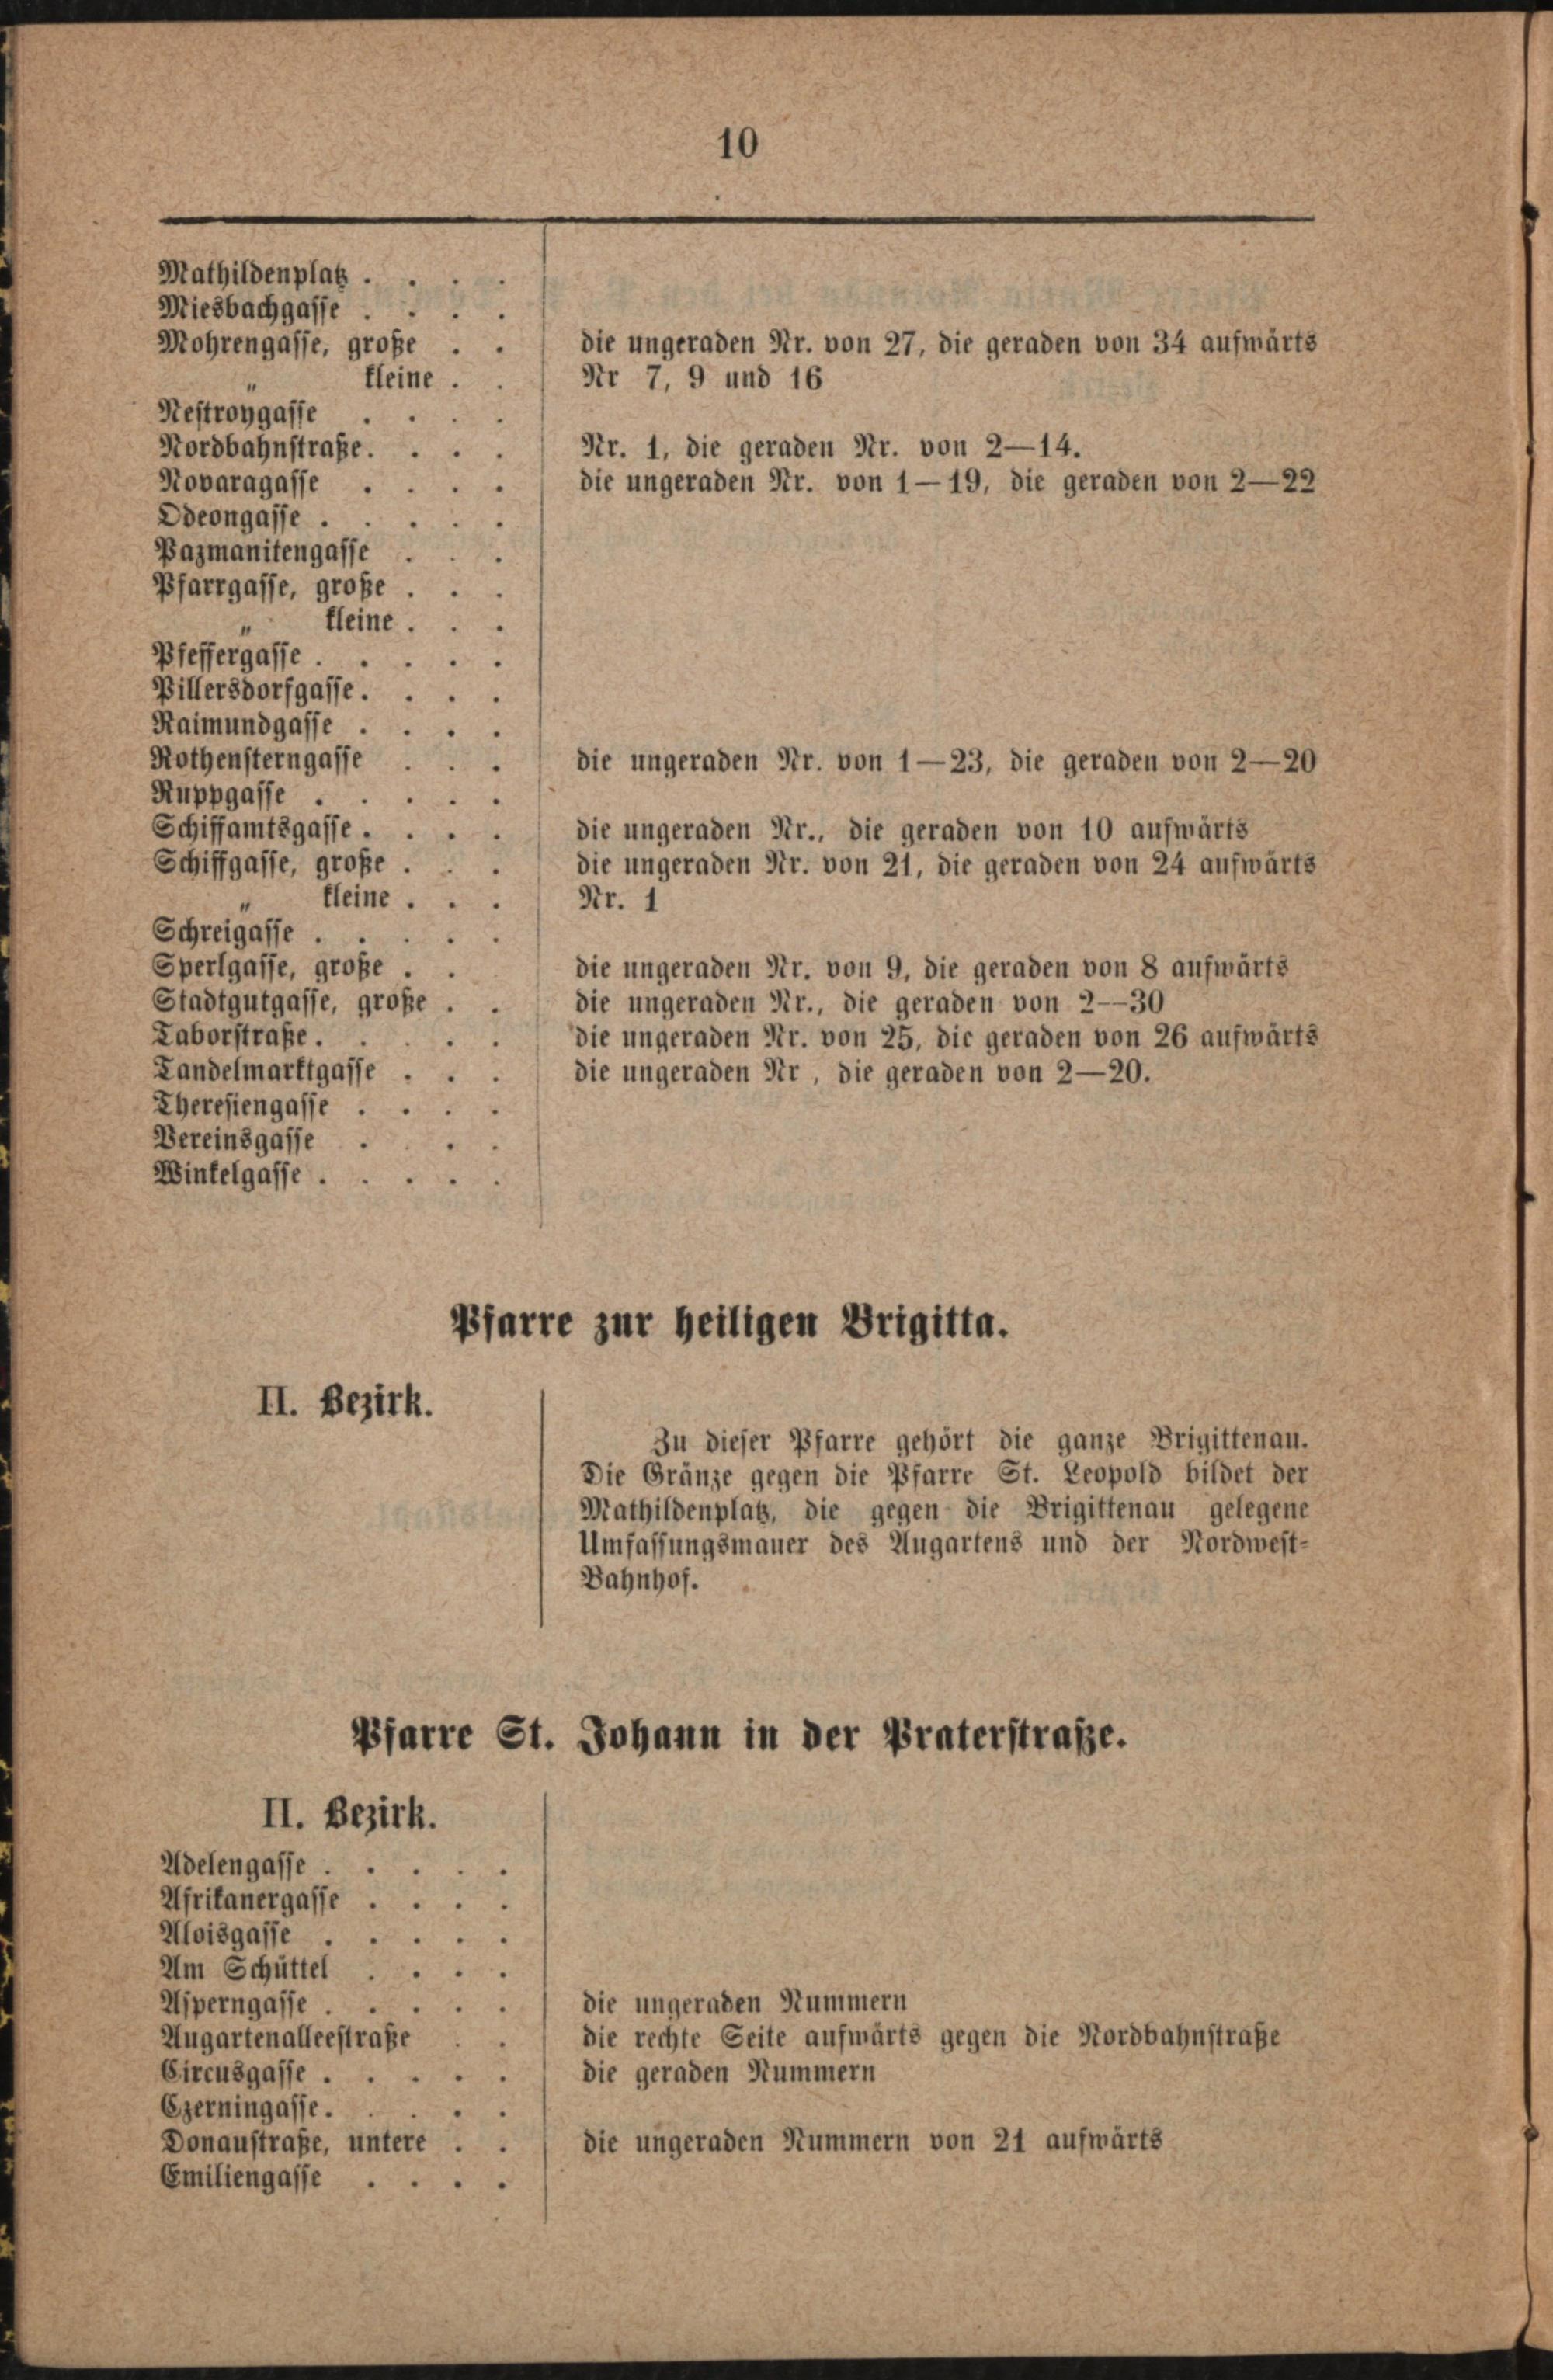 10
Mathildenplatz . . . .
Miesbachgasse . . . .
Mohrengasse, große . . die ungeraden Nr. von 27, die geraden von 34 aufwärts
„ kleine . . Nr 7, 9 und 16
Nestroygasse . . . .
Nordbahnstraße . . . . Nr. 1, die geraden Nr. von 2—14.
Novaragasse . . . . die ungeraden Nr. von 1—19, die geraden von 2—22
Odeongasse . . . . .
Pazmanitengasse . . .
Pfarrgasse, große . . .
„ kleine . . .
Pfeffergasse . . . . .
Pillersdorfgasse . . . .
Raimundgasse . . . .
Rothensterngasse . . . die ungeraden Nr. von 1—23, die geraden von 2—20
Ruppgasse . . . . .
Schiffamtsgasse . . . . die ungeraden Nr., die geraden von 10 aufwärts
Schiffgasse, große . . . die ungeraden Nr. von 21, die geraden von 24 aufwärts
„ kleine . . . Nr. 1
Schreigasse . . . . .
Sperlgasse, große . . die ungeraden Nr. von 9, die geraden von 8 aufwärts
Stadtgutgasse, große . . die ungeraden Nr., die geraden von 2—30
Taborstraße . . . . . die ungeraden Nr. von 25, die geraden von 26 aufwärts
Tandelmarktgasse . . . die ungeraden Nr , die geraden von 2—20.
Theresiengasse . . . .
Vereinsgasse . . .
Winkelgasse . . . . .
Pfarre zur heiligen Brigitta.
II. Bezirk.
Zu dieser Pfarre gehört die ganze Brigittenau.
Die Gränze gegen die Pfarre St. Leopold bildet der
Mathildenplatz, die gegen die Brigittenau gelegene
Umfassungsmauer des Augartens und der Nordwest-
Bahnhof.
Pfarre St. Johann in der Praterstraße.
II. Bezirk.
Adelengasse . . . . .
Afrikanergasse . . . .
Aloisgasse . . . . .
Am Schüttel . . . .
Asperngasse . . . . . die ungeraden Nummern
Augartenalleestraße . . die rechte Seite aufwärts gegen die Nordbahnstraße
Circusgasse . . . . . die geraden Nummern
Czerningasse . . . . .
Donaustraße, untere . . die ungeraden Nummern von 21 aufwärts
Emiliengasse . . . .